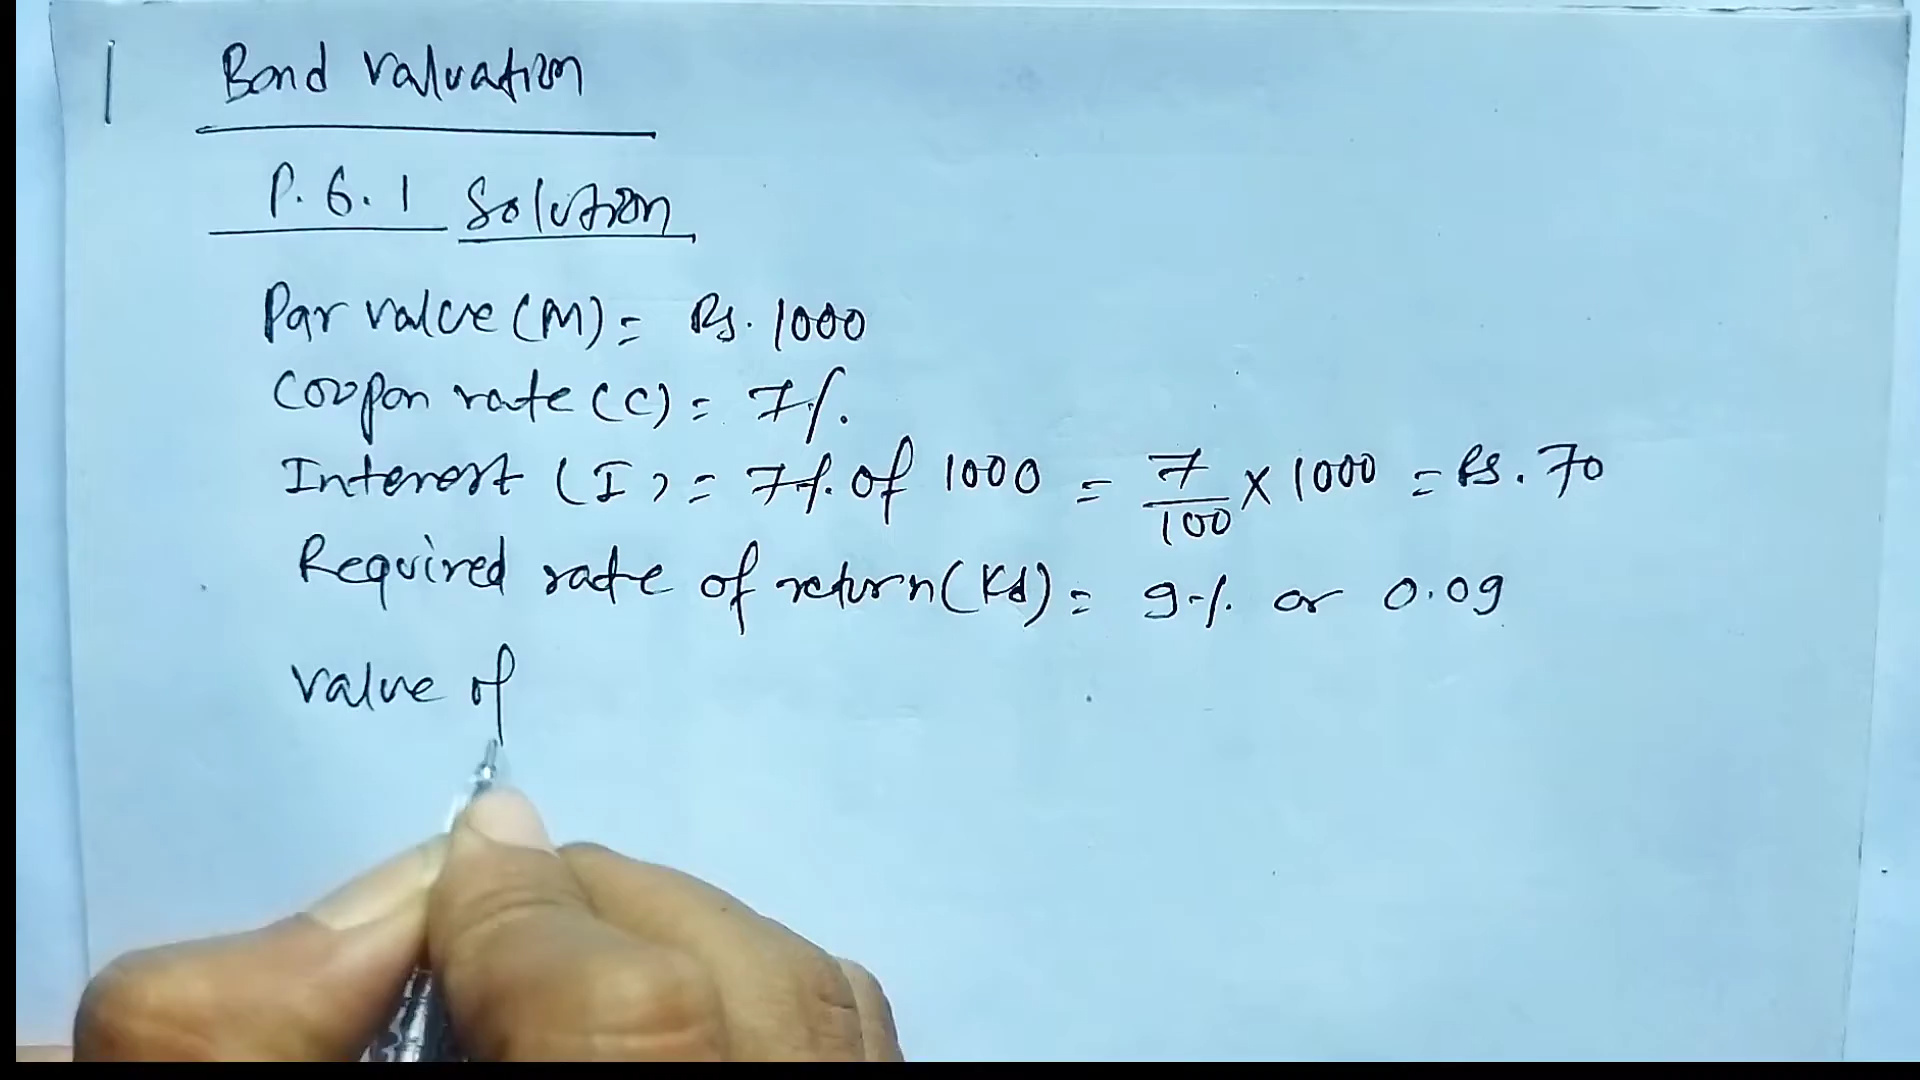 Bond valuation
P. 6. 1 Solution
Par value (M) = Rs. 1000
Coupon rate (C) = 7%.
Interest (I) = 7%. of 1000 = 7/100 × 1000 = Rs. 70
Required rate of return (Kd) = 9%. or 0.09
value of